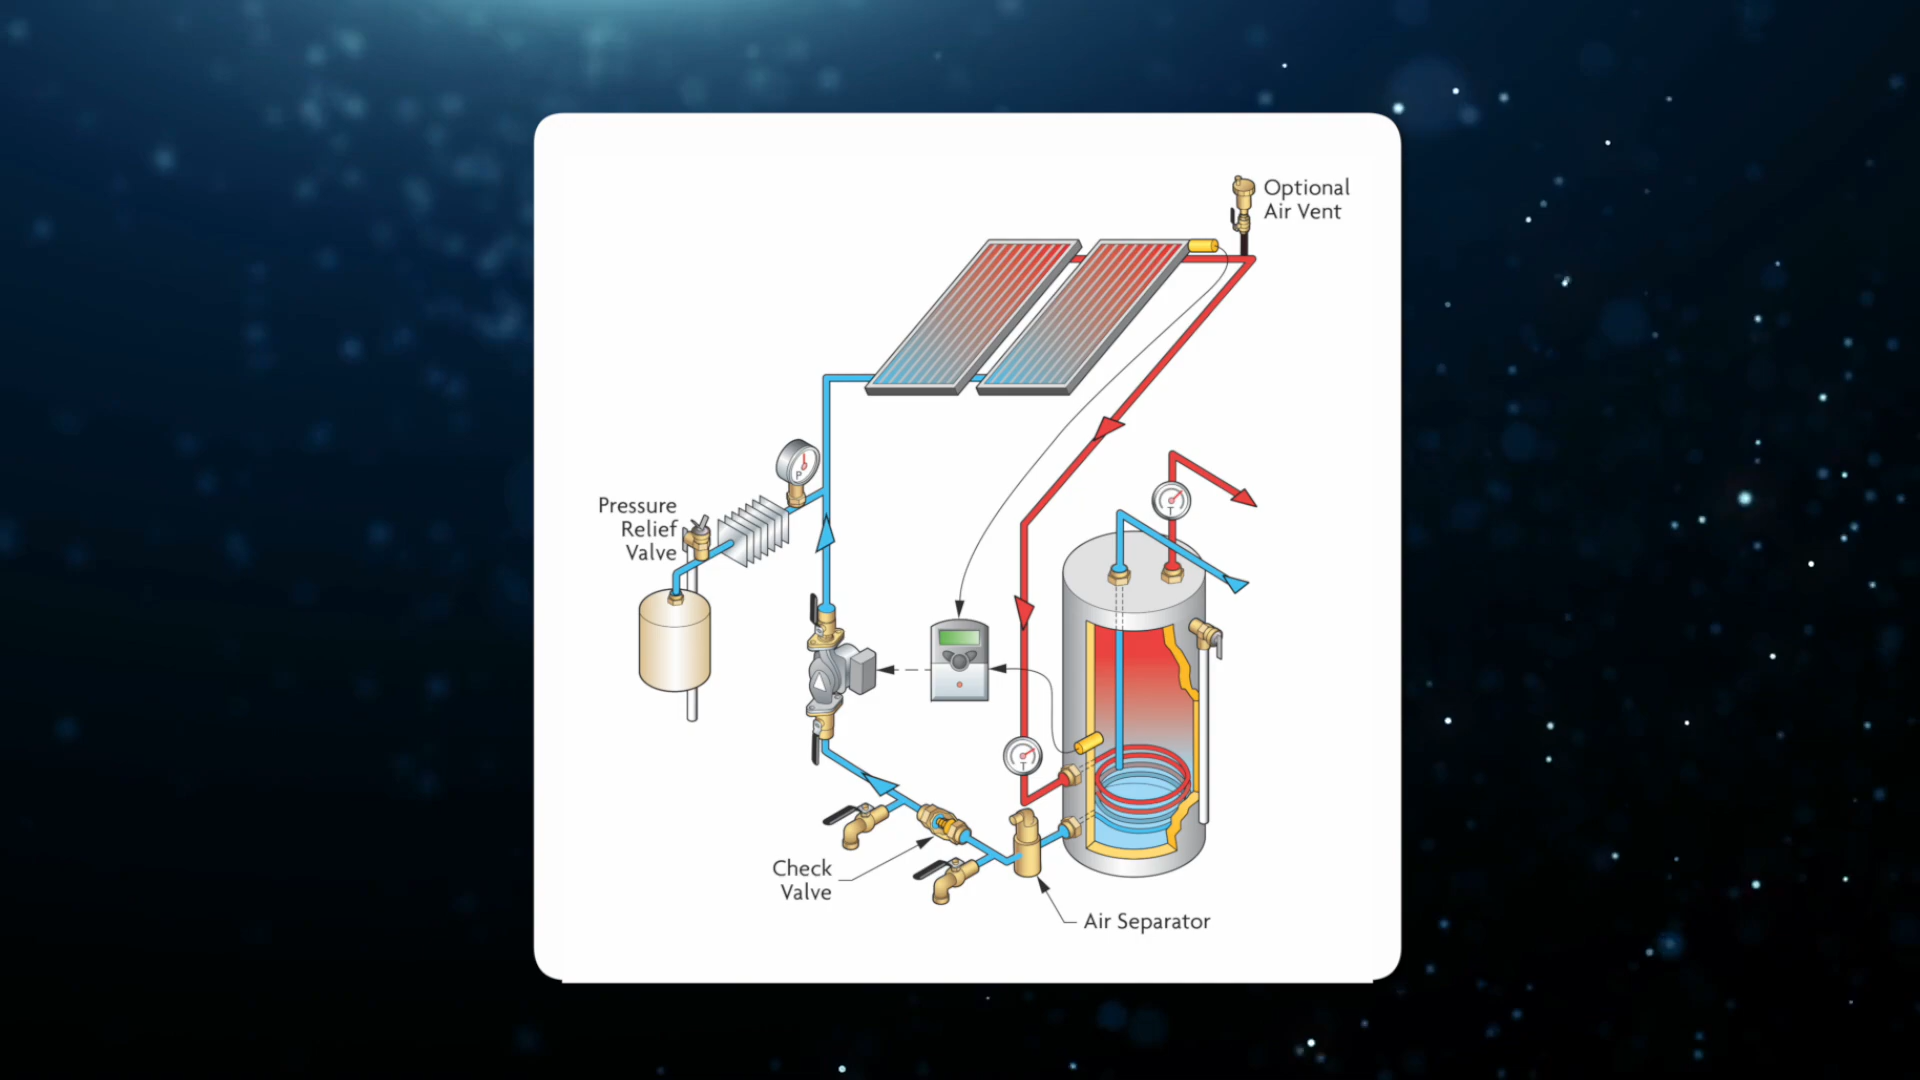 Optional
Air Vent
Pressure
Relief
Valve
P
T
T
Check
Valve
Air Separator